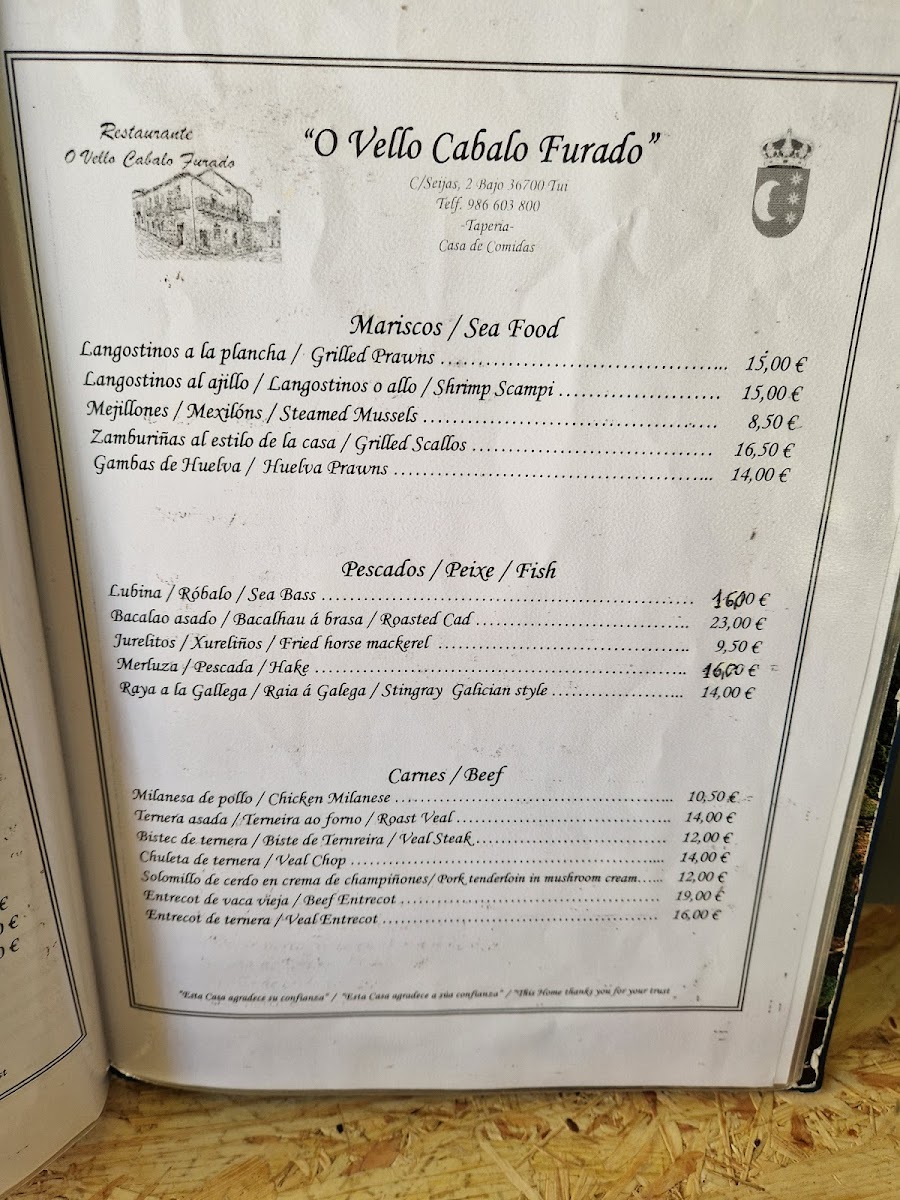 Restaurante
O Vello Cabalo Furado
"O Vello Cabalo Furado"
C/Seijas, 2 Bajo 36700 Tui
Telf. 986 603 800
-Taperia-
Casa de Comidas
Mariscos / Sea Food
Langostinos a la plancha / Grilled Prawns ........ 15,00 €
Langostinos al ajillo / Langostinos o allo / Shrimp Scampi ........ 15,00 €
Mejillones / Mexilóns / Steamed Mussels ........ 8,50 €
Zamburiñas al estilo de la casa / Grilled Scallos ........ 16,50 €
Gambas de Huelva / Huelva Prawns ........ 14,00 €
Pescados / Peixe / Fish
Lubina / Róbalo / Sea Bass ........ 16,00 €
Bacalao asado / Bacalhau á brasa / Roasted Cad ........ 23,00 €
Jurelitos / Xureliños / Fried horse mackerel ........ 9,50 €
Merluza / Pescada / Hake ........ 16,00 €
Raya a la Gallega / Raia á Galega / Stingray Galician style ........ 14,00 €
Carnes / Beef
Milanesa de pollo / Chicken Milanese ........ 10,50 €
Ternera asada / Terneira ao forno / Roast Veal ........ 14,00 €
Bistec de ternera / Biste de Ternreira / Veal Steak ........ 12,00 €
Chuleta de ternera / Veal Chop ........ 14,00 €
Solomillo de cerdo en crema de champiñones/ Pork tenderloin in mushroom cream ...... 12,00 €
Entrecot de vaca vieja / Beef Entrecot ........ 19,00 €
Entrecot de ternera / Veal Entrecot ........ 16,00 €
"Esta Casa agradece su confianza" / "Esta Casa agradece a súa confianza" / "This Home thanks you for your trust